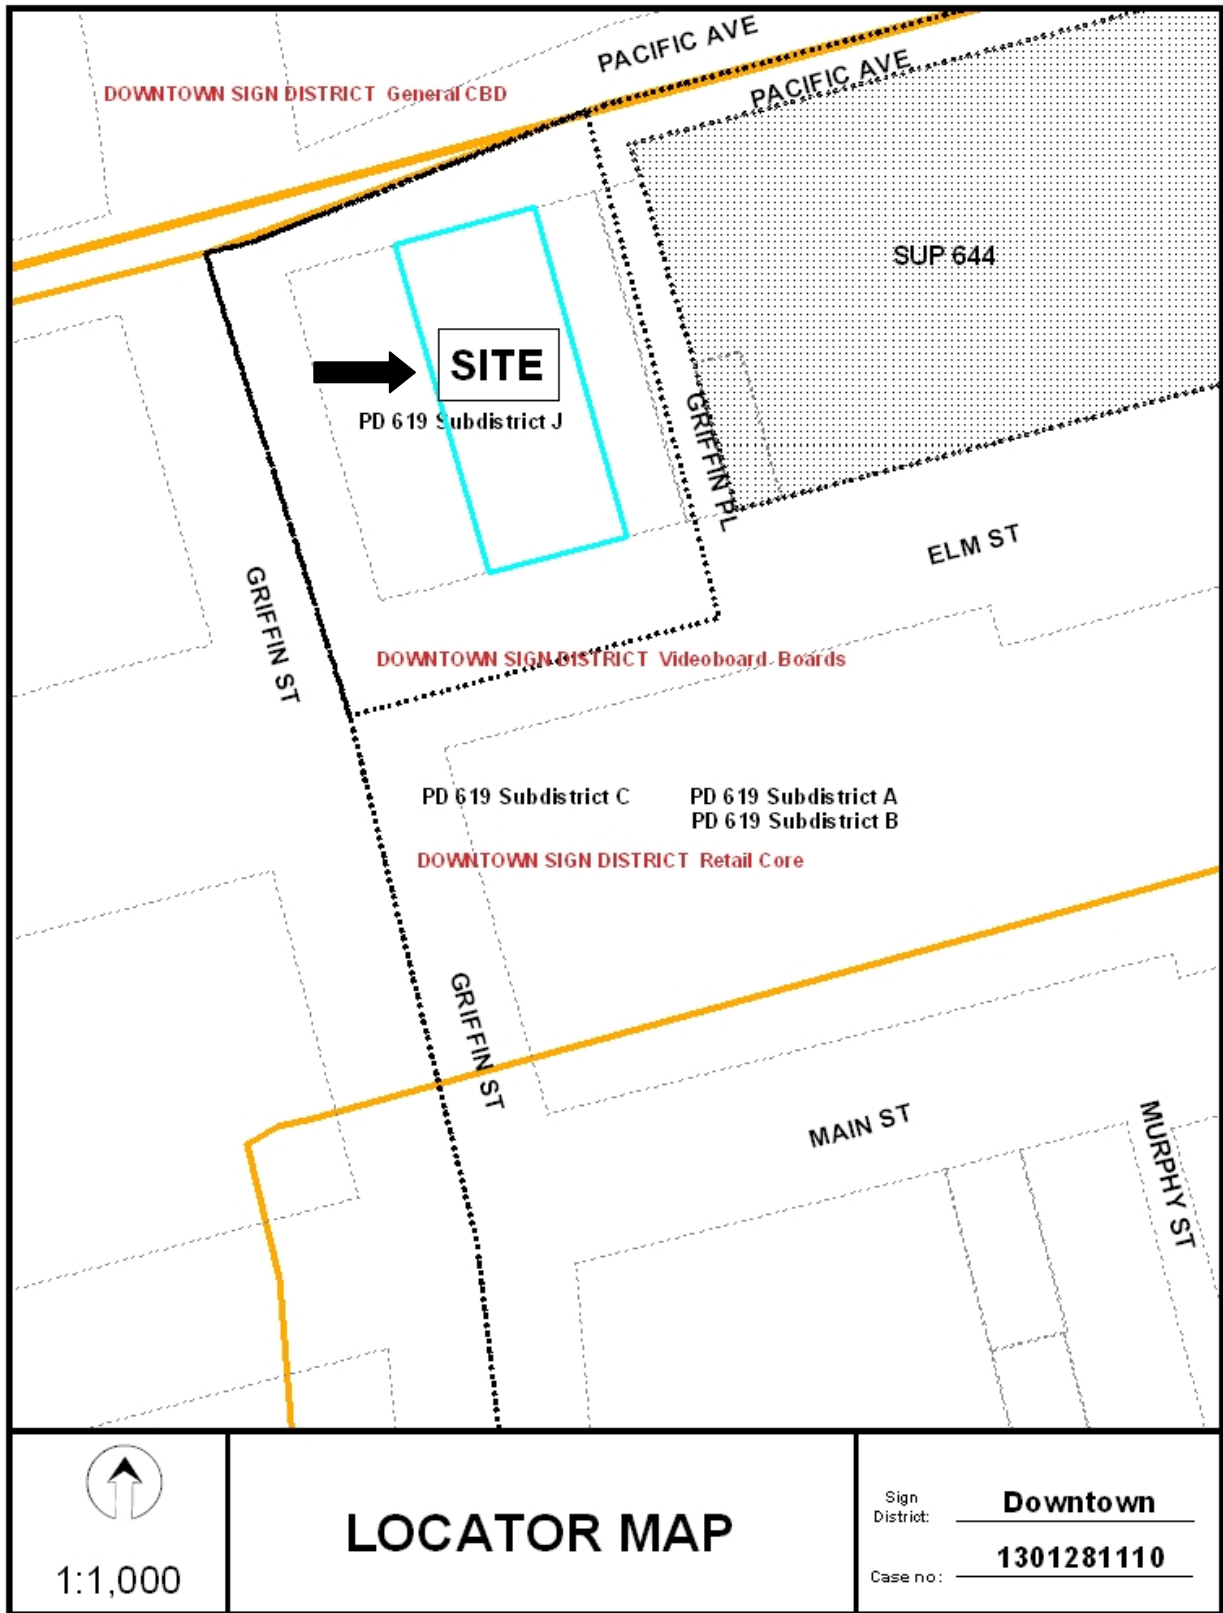 PACIFIC AVE
PACIFIC AVE
DOWNTOWN SIGN DISTRICT General CBD
SUP 644
SITE
PD 619 Subdistrict J
GRIFFIN PL
ELM ST
GRIFFIN ST
DOWNTOWN SIGN DISTRICT Videoboard Boards
PD 619 Subdistrict C
PD 619 Subdistrict A
PD 619 Subdistrict B
DOWNTOWN SIGN DISTRICT Retail Core
GRIFFIN ST
MAIN ST
MURPHY ST
1:1,000
LOCATOR MAP
Sign District: Downtown
Case no: 1301281110